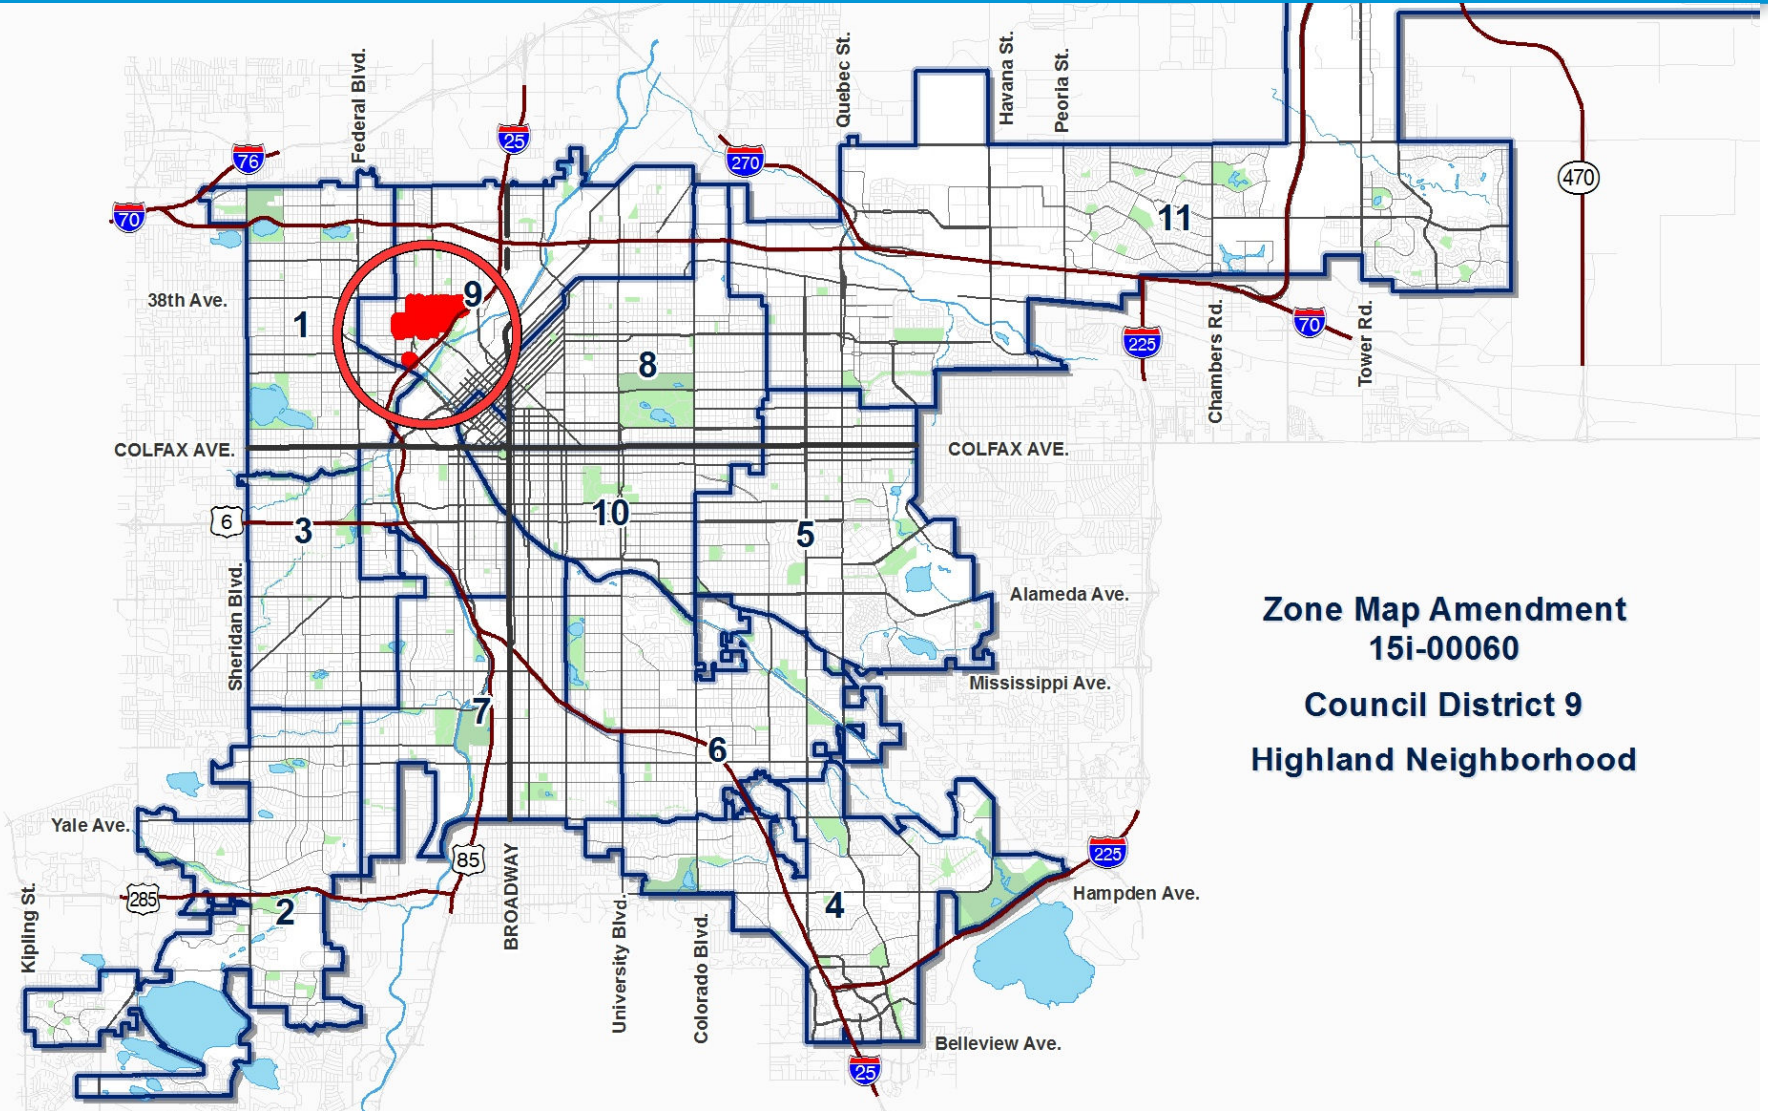 Federal Blvd.
Quebec St.
Havana St.
Peoria St.
25
76
270
70
470
11
38th Ave.
9
1
8
225
70
Chambers Rd.
Tower Rd.
COLFAX AVE.
COLFAX AVE.
6
3
10
5
Sheridan Blvd.
Alameda Ave.
Zone Map Amendment
15i-00060
Council District 9
Highland Neighborhood
Mississippi Ave.
7
6
Yale Ave.
85
225
285
Kipling St.
2
BROADWAY
University Blvd.
Colorado Blvd.
4
Hampden Ave.
Belleview Ave.
25